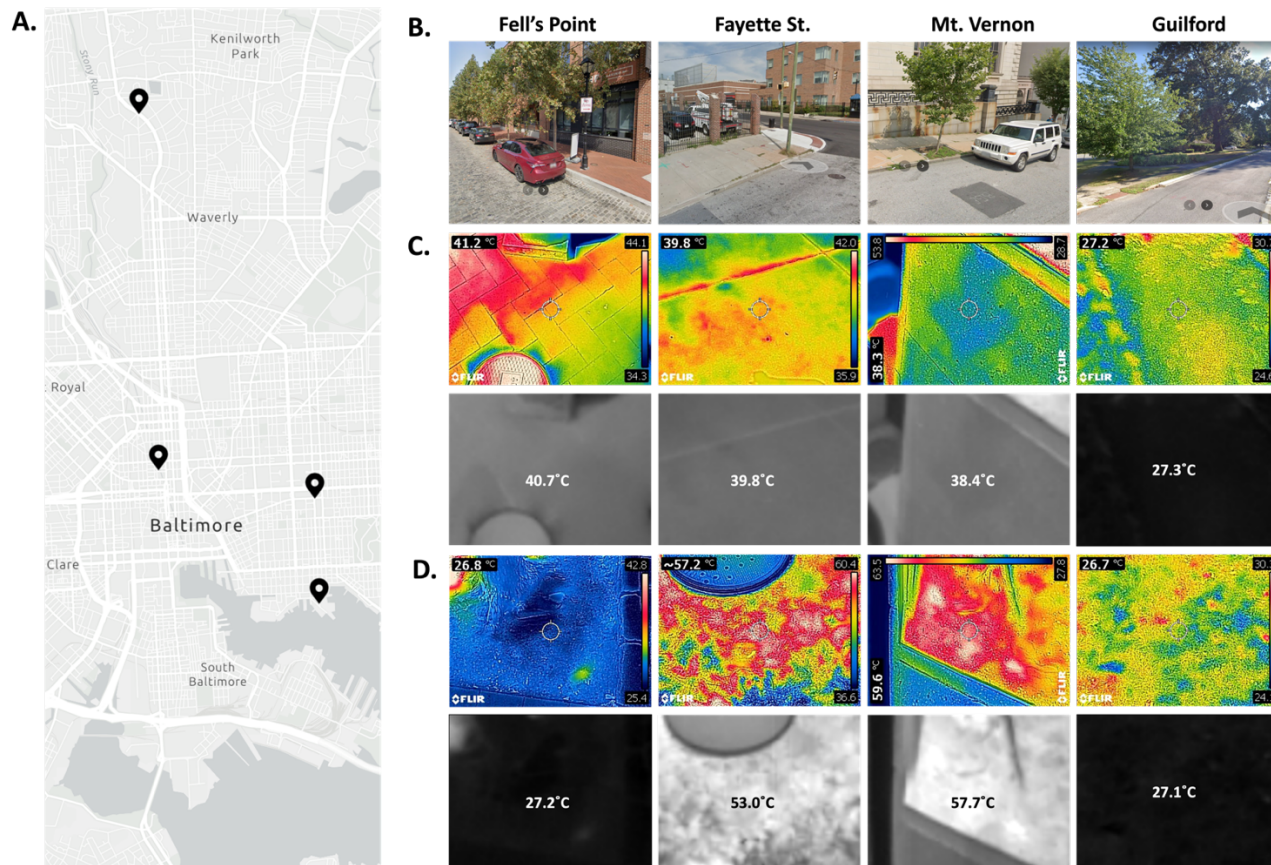 A.
Kenilworth
Park
Stony Run
Waverly
Royal
Baltimore
Clare
South
Baltimore
B.
Fell's Point
Fayette St.
Mt. Vernon
Guilford
C.
41.2 °C
44.1
34.3
FLIR
39.8 °C
42.0
35.9
FLIR
53.8
28.7
38.3 °C
FLIR
27.2 °C
30.7
24.6
FLIR
40.7°C
39.8°C
38.4°C
27.3°C
D.
26.8 °C
42.8
25.4
FLIR
~57.2 °C
60.4
36.6
FLIR
63.5
27.8
59.6 °C
FLIR
26.7 °C
FLIR
27.2°C
53.0°C
57.7°C
27.1°C